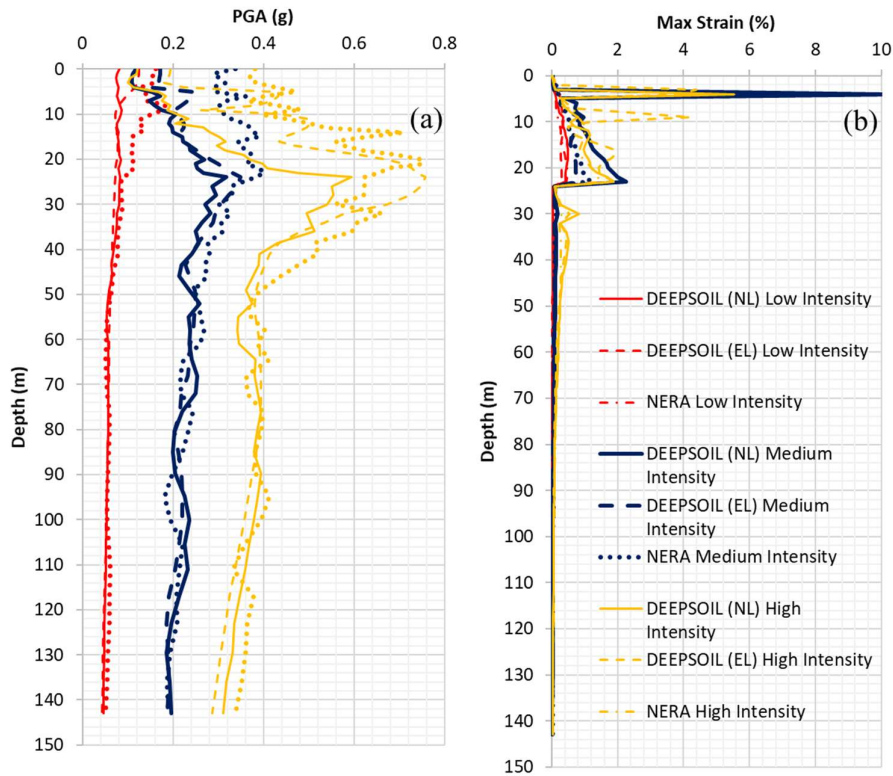 PGA (g)
0 0.2 0.4 0.6 0.8
0
10
20
30
40
50
60
70
80
90
100
110
120
130
140
150
Depth (m)
(a)
Max Strain (%)
0 2 4 6 8 10
0
10
20
30
40
50
60
70
80
90
100
110
120
130
140
150
Depth (m)
(b)
DEEPSOIL (NL) Low Intensity
DEEPSOIL (EL) Low Intensity
NERA Low Intensity
DEEPSOIL (NL) Medium
Intensity
DEEPSOIL (EL) Medium
Intensity
NERA Medium Intensity
DEEPSOIL (NL) High
Intensity
DEEPSOIL (EL) High Intensity
NERA High Intensity